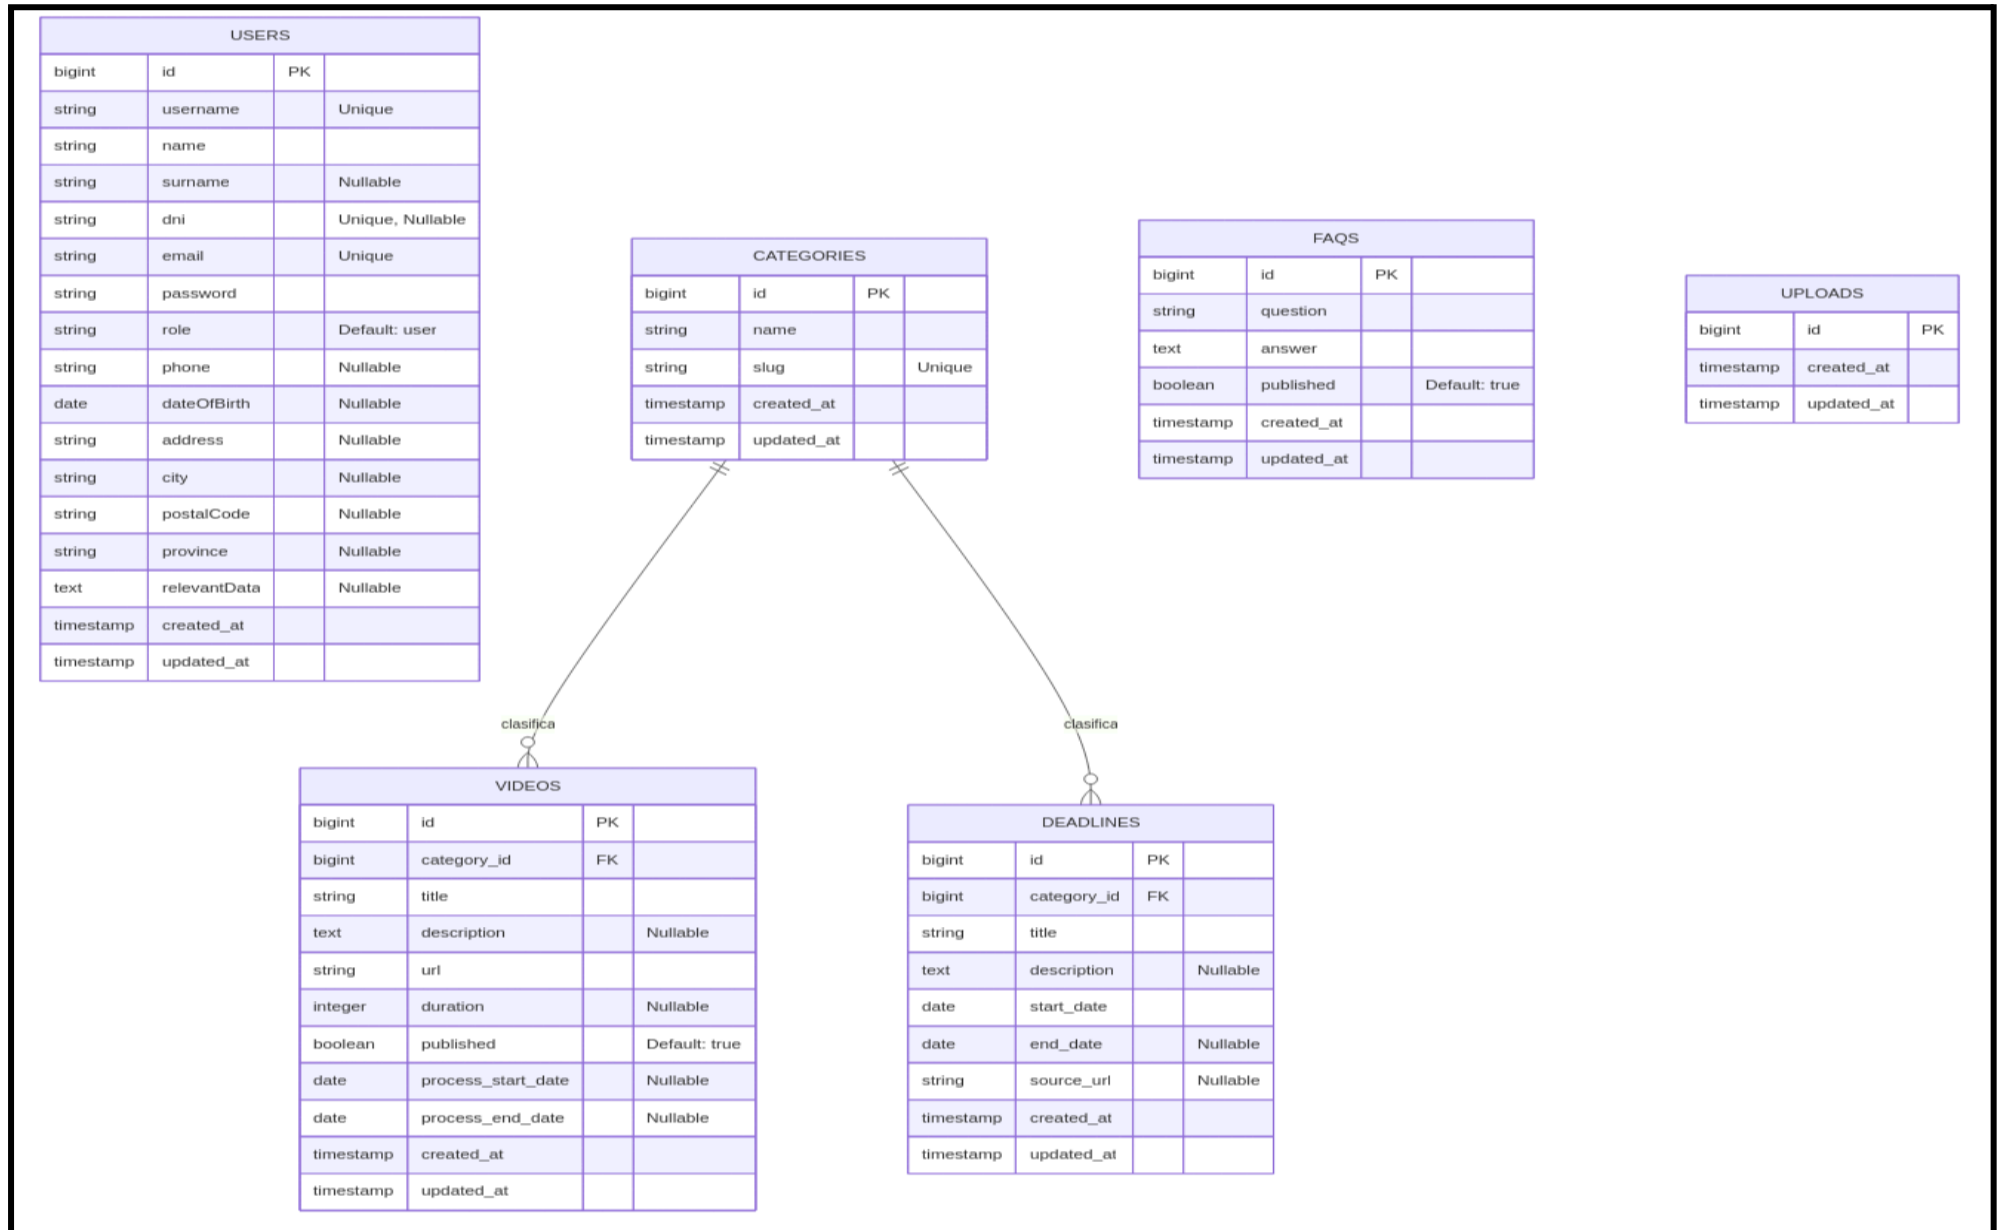 USERS
bigint id PK
string username Unique
string name
string surname Nullable
string dni Unique, Nullable
string email Unique
string password
string role Default: user
string phone Nullable
date dateOfBirth Nullable
string address Nullable
string city Nullable
string postalCode Nullable
string province Nullable
text relevantData Nullable
timestamp created_at
timestamp updated_at
CATEGORIES
bigint id PK
string name
string slug Unique
timestamp created_at
timestamp updated_at
FAQS
bigint id PK
string question
text answer
boolean published Default: true
timestamp created_at
timestamp updated_at
UPLOADS
bigint id PK
timestamp created_at
timestamp updated_at
clasifica
clasifica
VIDEOS
bigint id PK
bigint category_id FK
string title
text description Nullable
string url
integer duration Nullable
boolean published Default: true
date process_start_date Nullable
date process_end_date Nullable
timestamp created_at
timestamp updated_at
DEADLINES
bigint id PK
bigint category_id FK
string title
text description Nullable
date start_date
date end_date Nullable
string source_url Nullable
timestamp created_at
timestamp updated_at